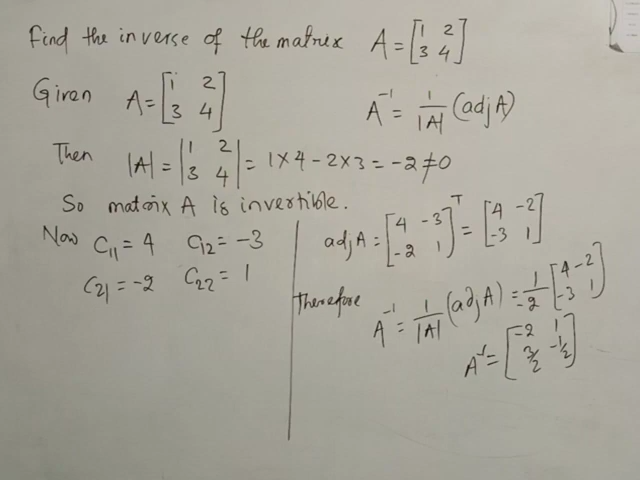 Find the inverse of the matrix A = [1 2
3 4]
Given A = [1 2
3 4]
A⁻¹ = 1/|A| (adj A)
Then |A| = |1 2
3 4| = 1×4 - 2×3 = -2 ≠ 0
So matrix A is invertible.
Now C₁₁ = 4 C₁₂ = -3
C₂₁ = -2 C₂₂ = 1
adj A = [4 -3
-2 1]ᵀ = [4 -2
-3 1]
Therefore
A⁻¹ = 1/|A| (adj A) = 1/-2 [4 -2
-3 1]
A⁻¹ = [-2 1
3/2 -1/2]